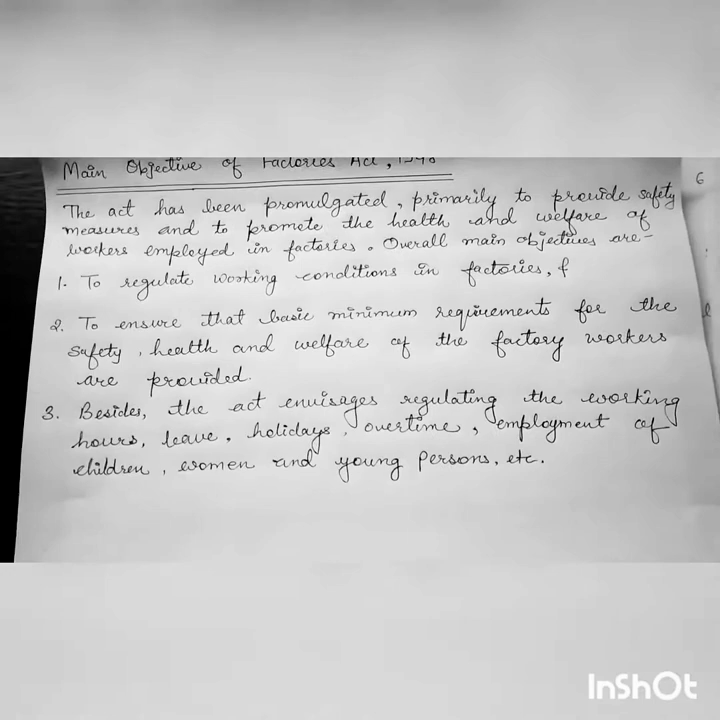 Main Objective of Factories Act, 1948
The act has been promulgated, primarily to provide safety
measures and to promote the health and welfare of
workers employed in factories. Overall main objectives are-
1. To regulate working conditions in factories, &
2. To ensure that basic minimum requirements for the
safety, health and welfare of the factory workers
are provided.
3. Besides, the act envisages regulating the working
hours, leave, holidays, overtime, employment of
children, women and young persons, etc.
6
InShOt